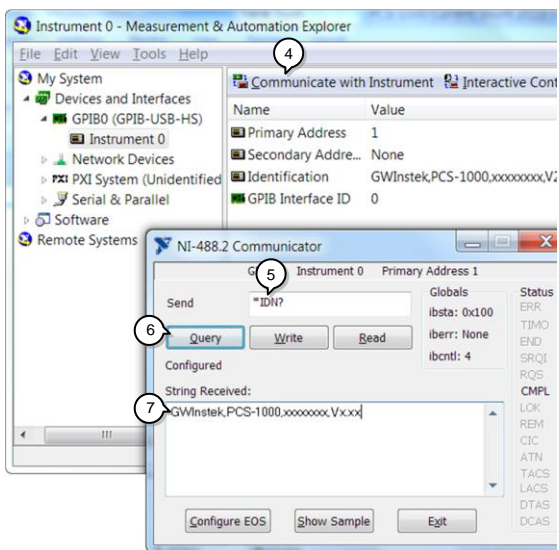 Instrument 0 - Measurement & Automation Explorer
File Edit View Tools Help
4
My System
Devices and Interfaces
GPIB0 (GPIB-USB-HS)
Instrument 0
Network Devices
PXI PXI System (Unidentified
Serial & Parallel
Software
Remote Systems
Communicate with Instrument Interactive Cont
Name Value
Primary Address 1
Secondary Addre... None
Identification GWInstek,PCS-1000,xxxxxxxx,V2
GPIB Interface ID 0
NI-488.2 Communicator
5
Instrument 0 Primary Address 1
Send *IDN?
6
Query Write Read
Configured
String Received:
7
GWInstek,PCS-1000,xxxxxxxx,Vx.xx
Configure EOS Show Sample Exit
Globals
ibsta: 0x100
iberr: None
ibcntl: 4
Status
ERR
TIMO
END
SRQI
RQS
CMPL
LOK
REM
CIC
ATN
TACS
LACS
DTAS
DCAS